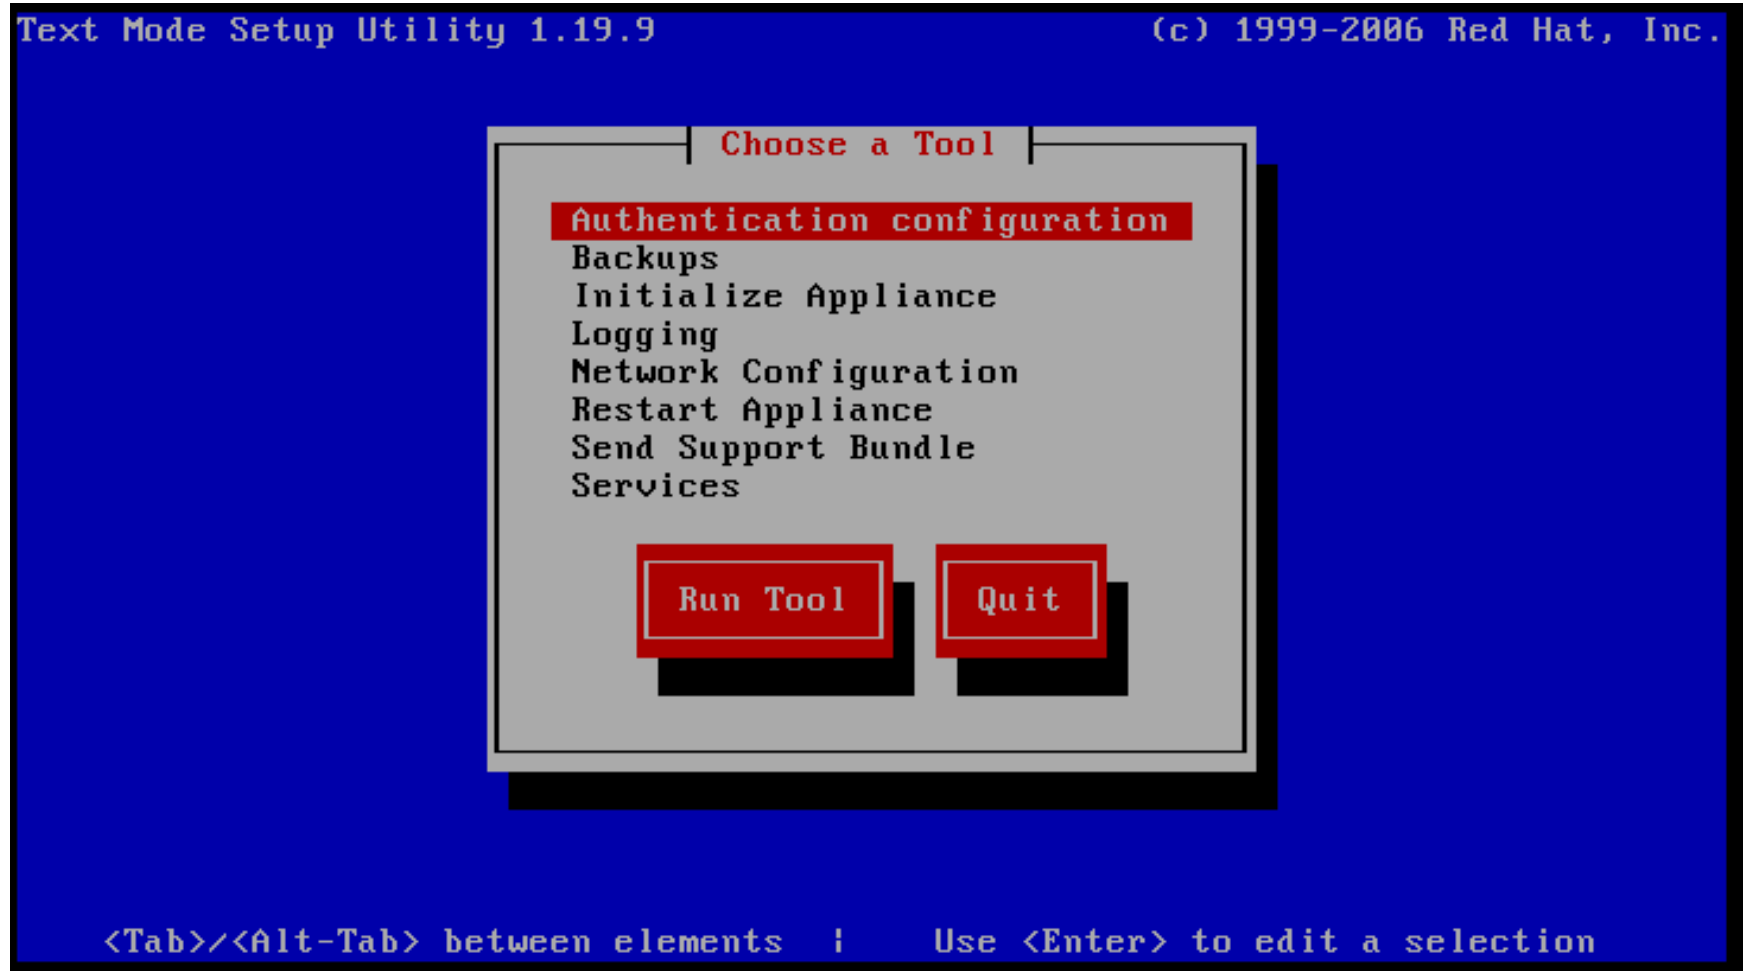 Text Mode Setup Utility 1.19.9 (c) 1999-2006 Red Hat, Inc.
Choose a Tool
Authentication configuration
Backups
Initialize Appliance
Logging
Network Configuration
Restart Appliance
Send Support Bundle
Services
Run Tool Quit
<Tab>/<Alt-Tab> between elements | Use <Enter> to edit a selection